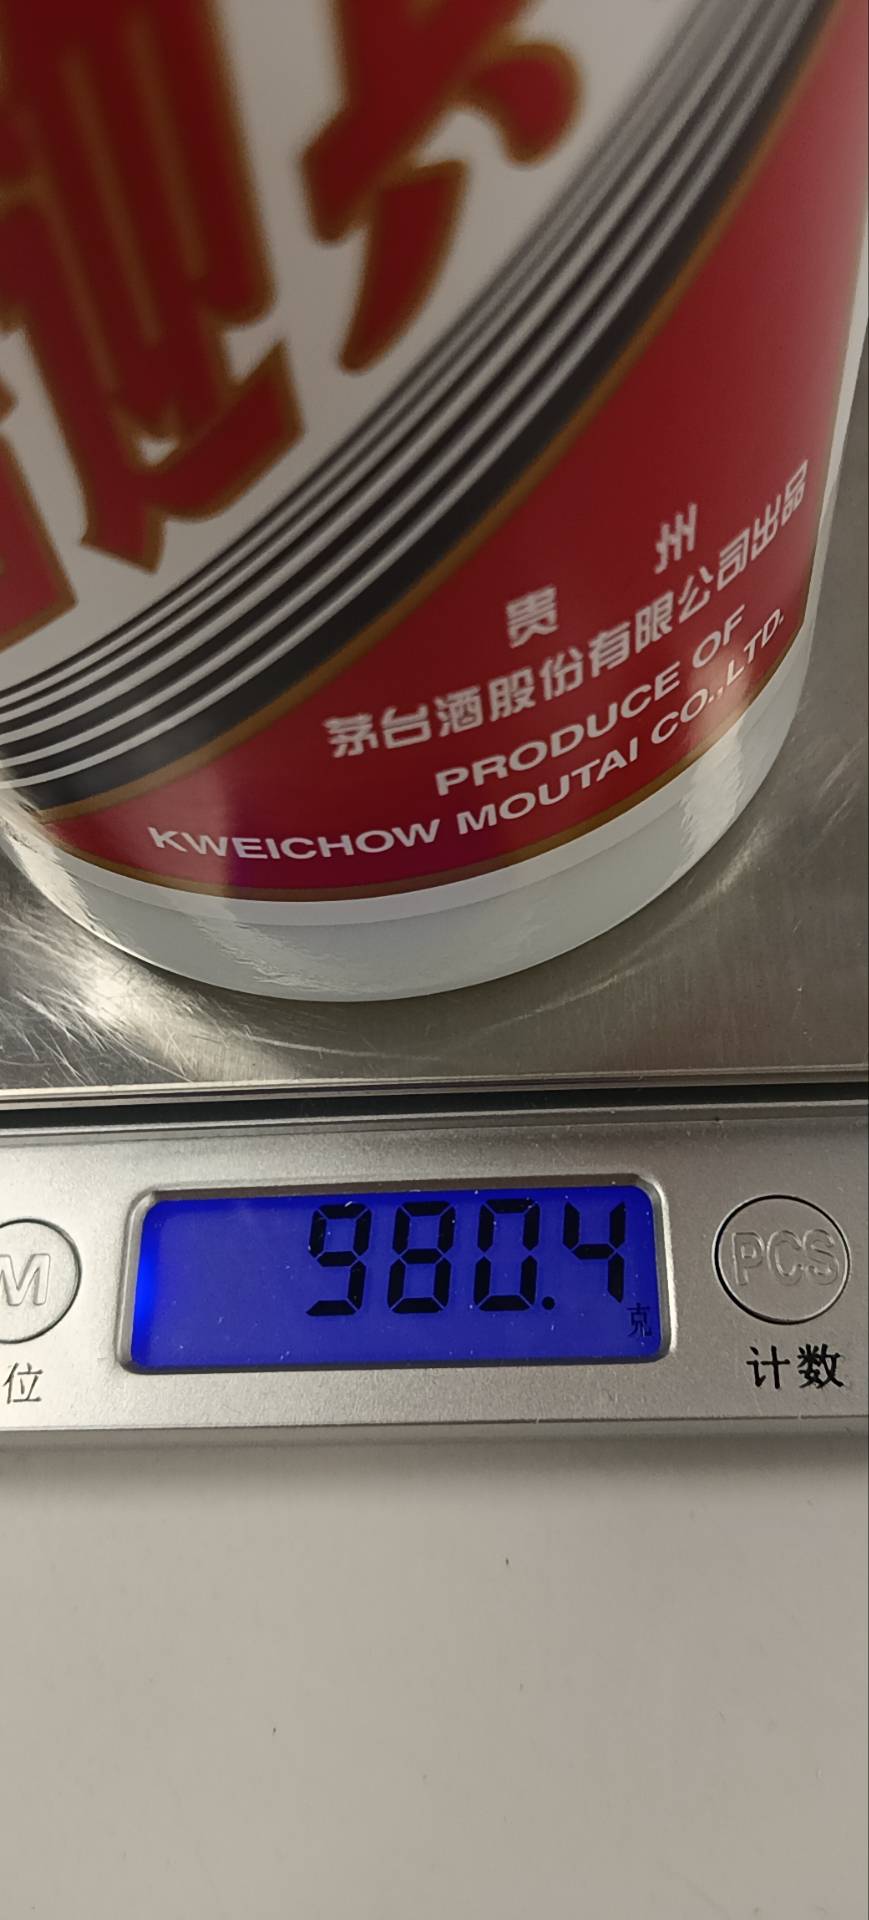 贵 州
茅台酒股份有限公司出品
PRODUCE OF
KWEICHOW MOUTAI CO.,LTD.
980.4
克
M
PCS
位
计数